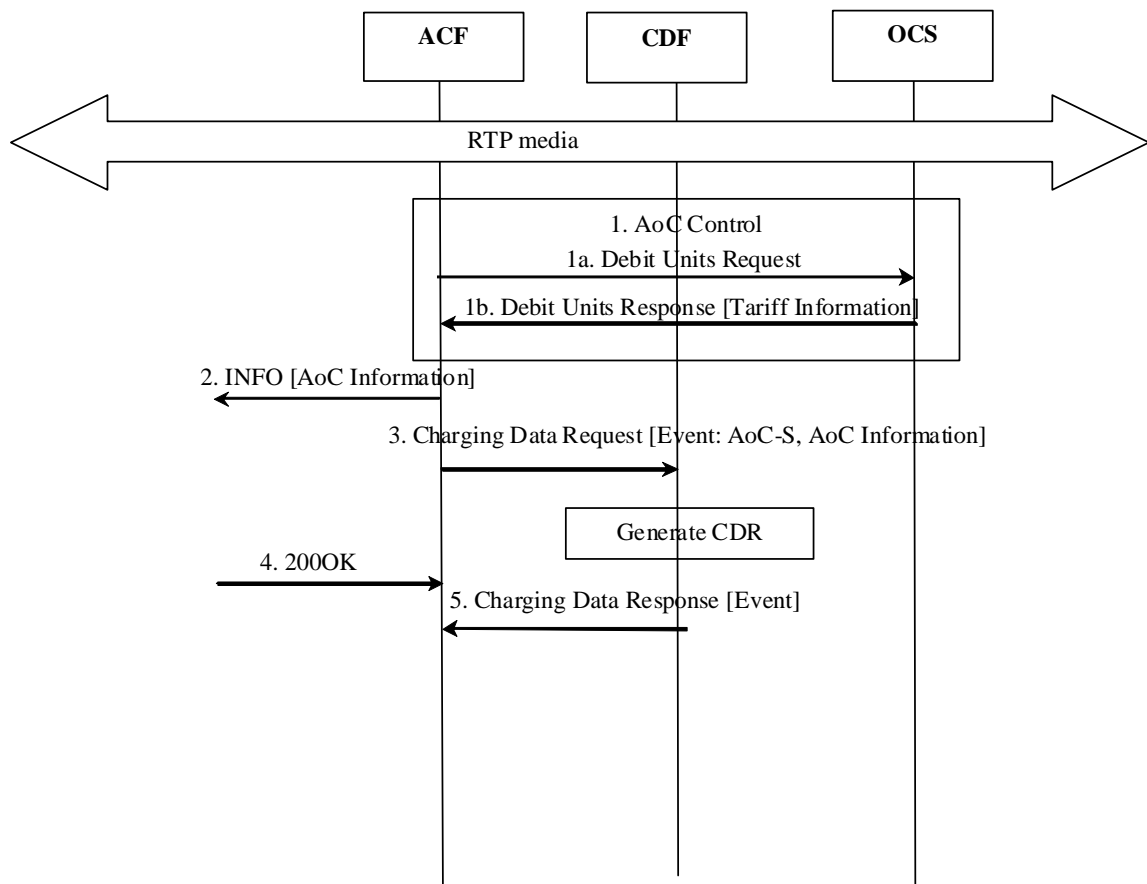 ACF
CDF
OCS
RTP media
1. AoC Control
1a. Debit Units Request
1b. Debit Units Response [Tariff Information]
2. INFO [AoC Information]
3. Charging Data Request [Event: AoC-S, AoC Information]
Generate CDR
4. 200OK
5. Charging Data Response [Event]